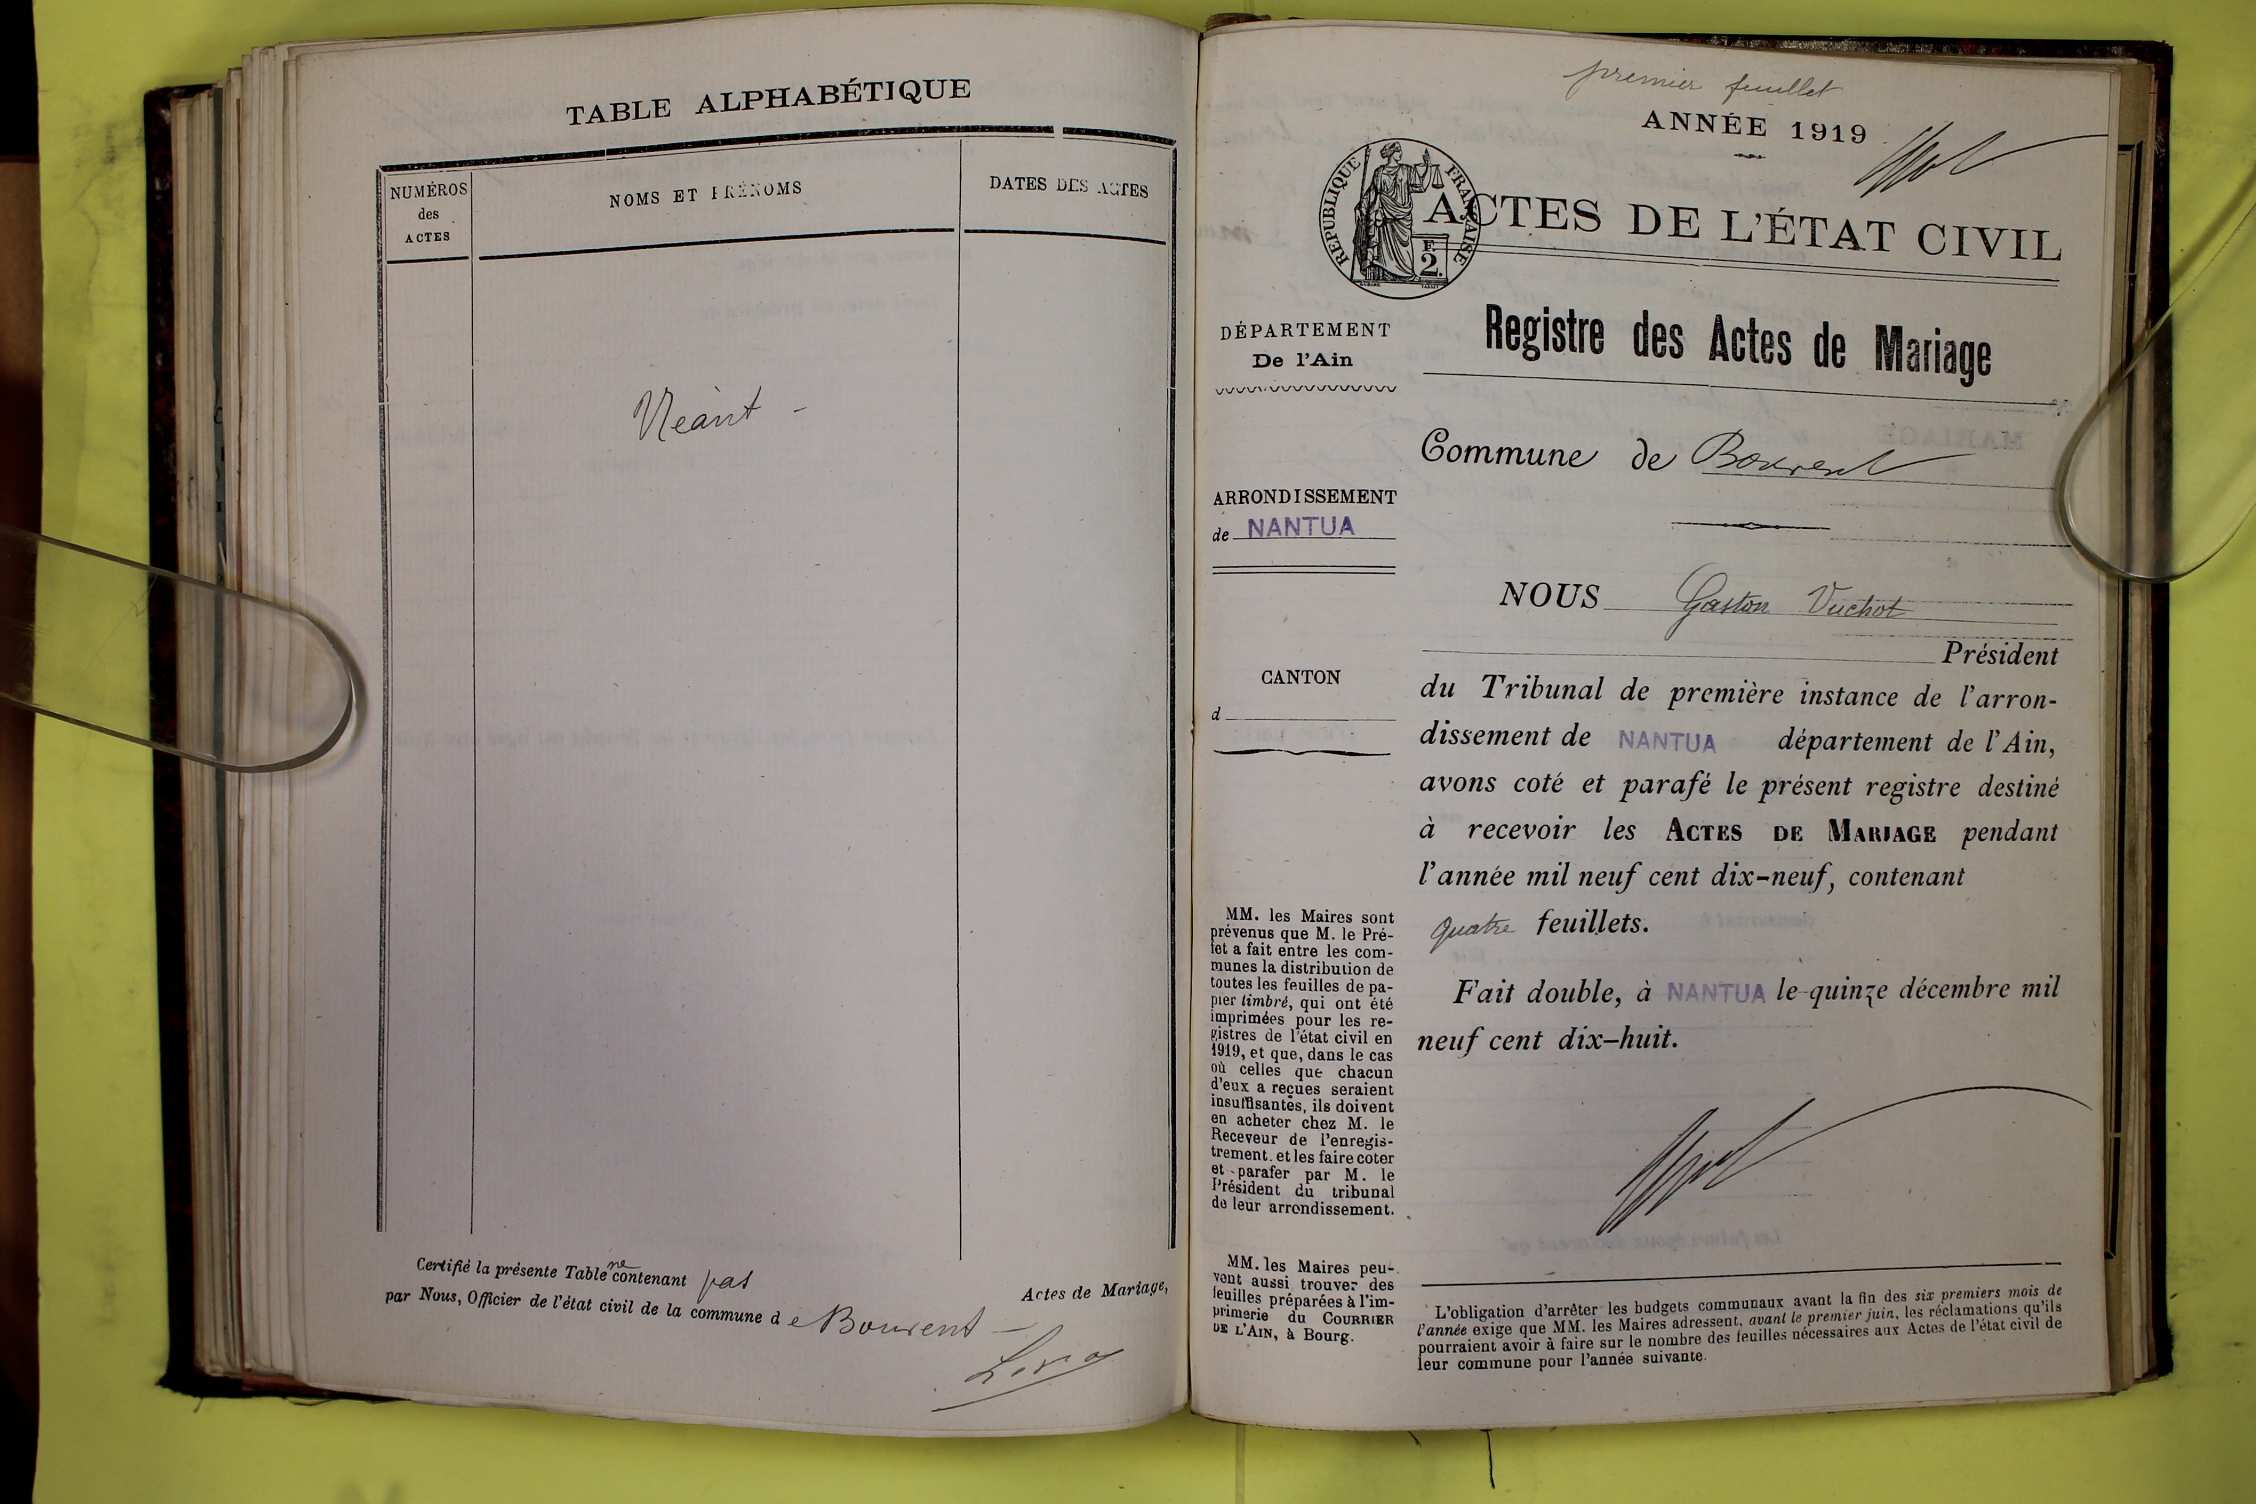 TABLE ALPHABÉTIQUE
NUMÉROS
des
ACTES
NOMS ET PRÉNOMS
DATES DES ACTES
Néant -
Certifié la présente Table ne contenant pas Actes de Mariage,
par Nous, Officier de l'état civil de la commune de Bouvent
premier feuillet
ANNÉE 1919
RÉPUBLIQUE FRANÇAISE
F.
2.
ACTES DE L'ÉTAT CIVIL
DÉPARTEMENT
De l'Ain
ARRONDISSEMENT
de NANTUA
CANTON
d
MM. les Maires sont
prévenus que M. le Pré-
fet a fait entre les com-
munes la distribution de
toutes les feuilles de pa-
pier timbré, qui ont été
imprimées pour les re-
gistres de l'état civil en
1919, et que, dans le cas
où celles que chacun
d'eux a reçues seraient
insuffisantes, ils doivent
en acheter chez M. le
Receveur de l'enregis-
trement. et les faire coter
et parafer par M. le
Président du tribunal
de leur arrondissement.
MM. les Maires peu-
vent aussi trouver des
feuilles préparées à l'im-
primerie du COURRIER
DE L'AIN, à Bourg.
Registre des Actes de Mariage
Commune de Bouvent
NOUS Gaston Vuchot
Président
du Tribunal de première instance de l'arron-
dissement de NANTUA département de l'Ain,
avons coté et parafé le présent registre destiné
à recevoir les ACTES DE MARIAGE pendant
l'année mil neuf cent dix-neuf, contenant
quatre feuillets.
Fait double, à NANTUA le quinze décembre mil
neuf cent dix-huit.
L'obligation d'arrêter les budgets communaux avant la fin des six premiers mois de
l'année exige que MM. les Maires adressent, avant le premier juin, les réclamations qu'ils
pourraient avoir à faire sur le nombre des feuilles nécessaires aux Actes de l'état civil de
leur commune pour l'année suivante.